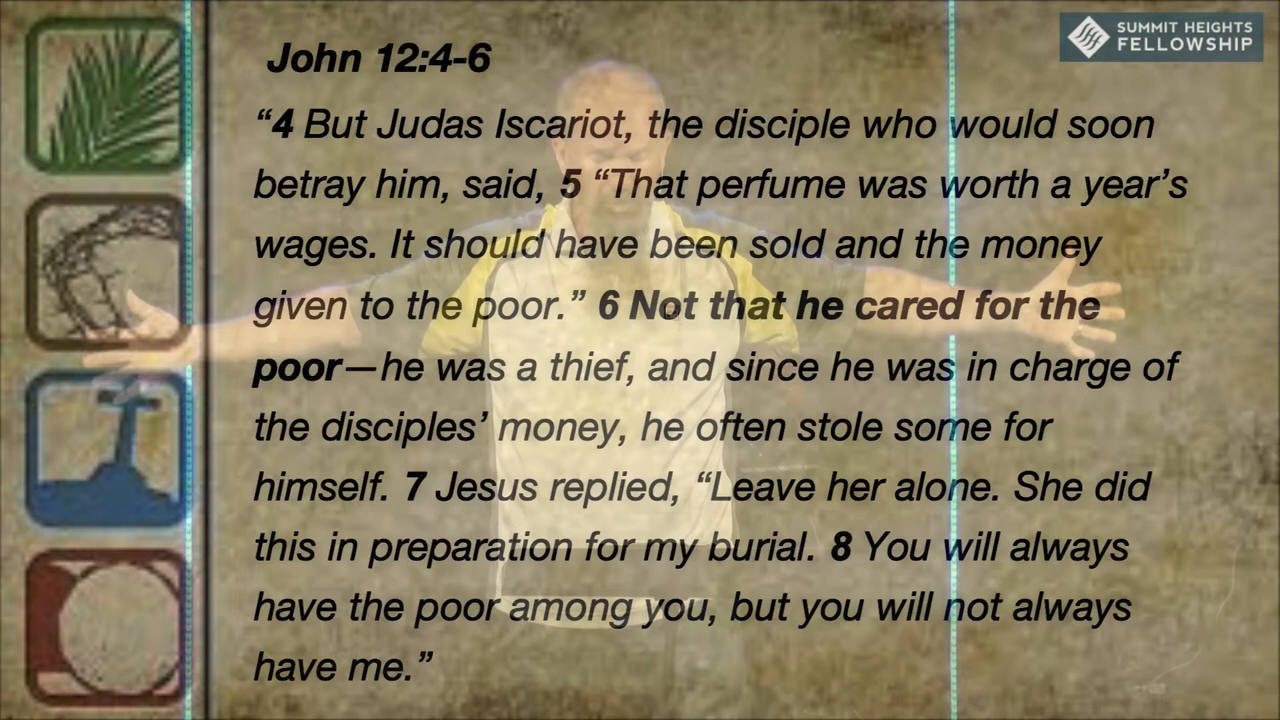 SUMMIT HEIGHTS
FELLOWSHIP
John 12:4-6
“4 But Judas Iscariot, the disciple who would soon
betray him, said, 5 “That perfume was worth a year’s
wages. It should have been sold and the money
given to the poor.” 6 Not that he cared for the
poor—he was a thief, and since he was in charge of
the disciples’ money, he often stole some for
himself. 7 Jesus replied, “Leave her alone. She did
this in preparation for my burial. 8 You will always
have the poor among you, but you will not always
have me.”